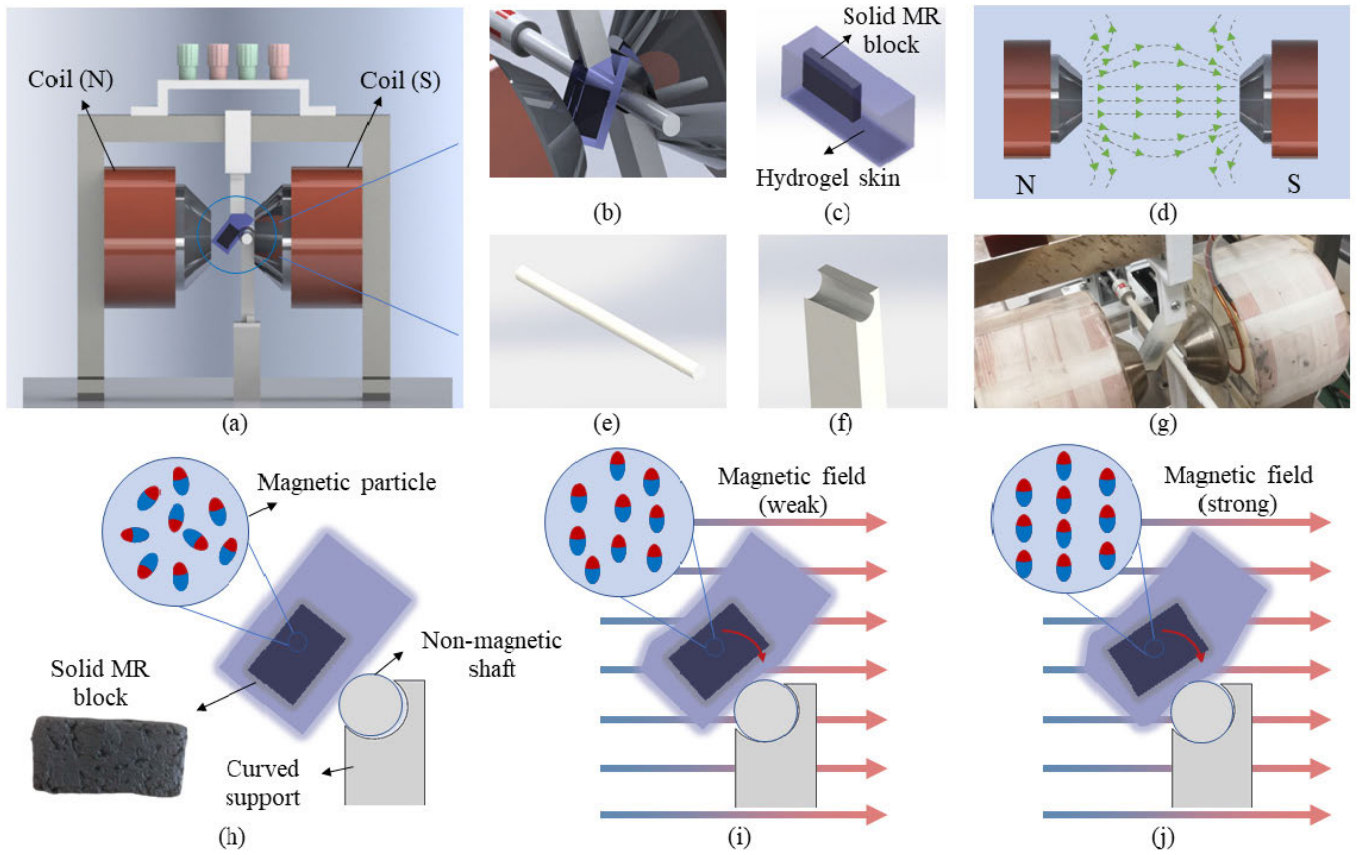 Coil (N)
Coil (S)
(a)
(b)
Solid MR
block
Hydrogel skin
(c)
N
S
(d)
(e)
(f)
(g)
Magnetic particle
Solid MR
block
Non-magnetic
shaft
Curved
support
(h)
Magnetic field
(weak)
(i)
Magnetic field
(strong)
(j)